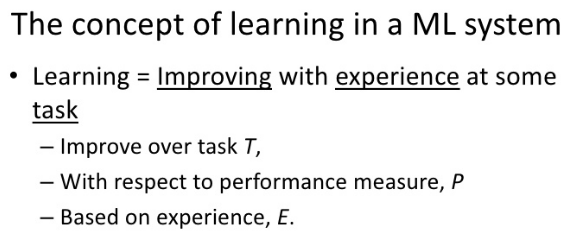 The concept of learning in a ML system
• Learning = Improving with experience at some
task
– Improve over task T,
– With respect to performance measure, P
– Based on experience, E.